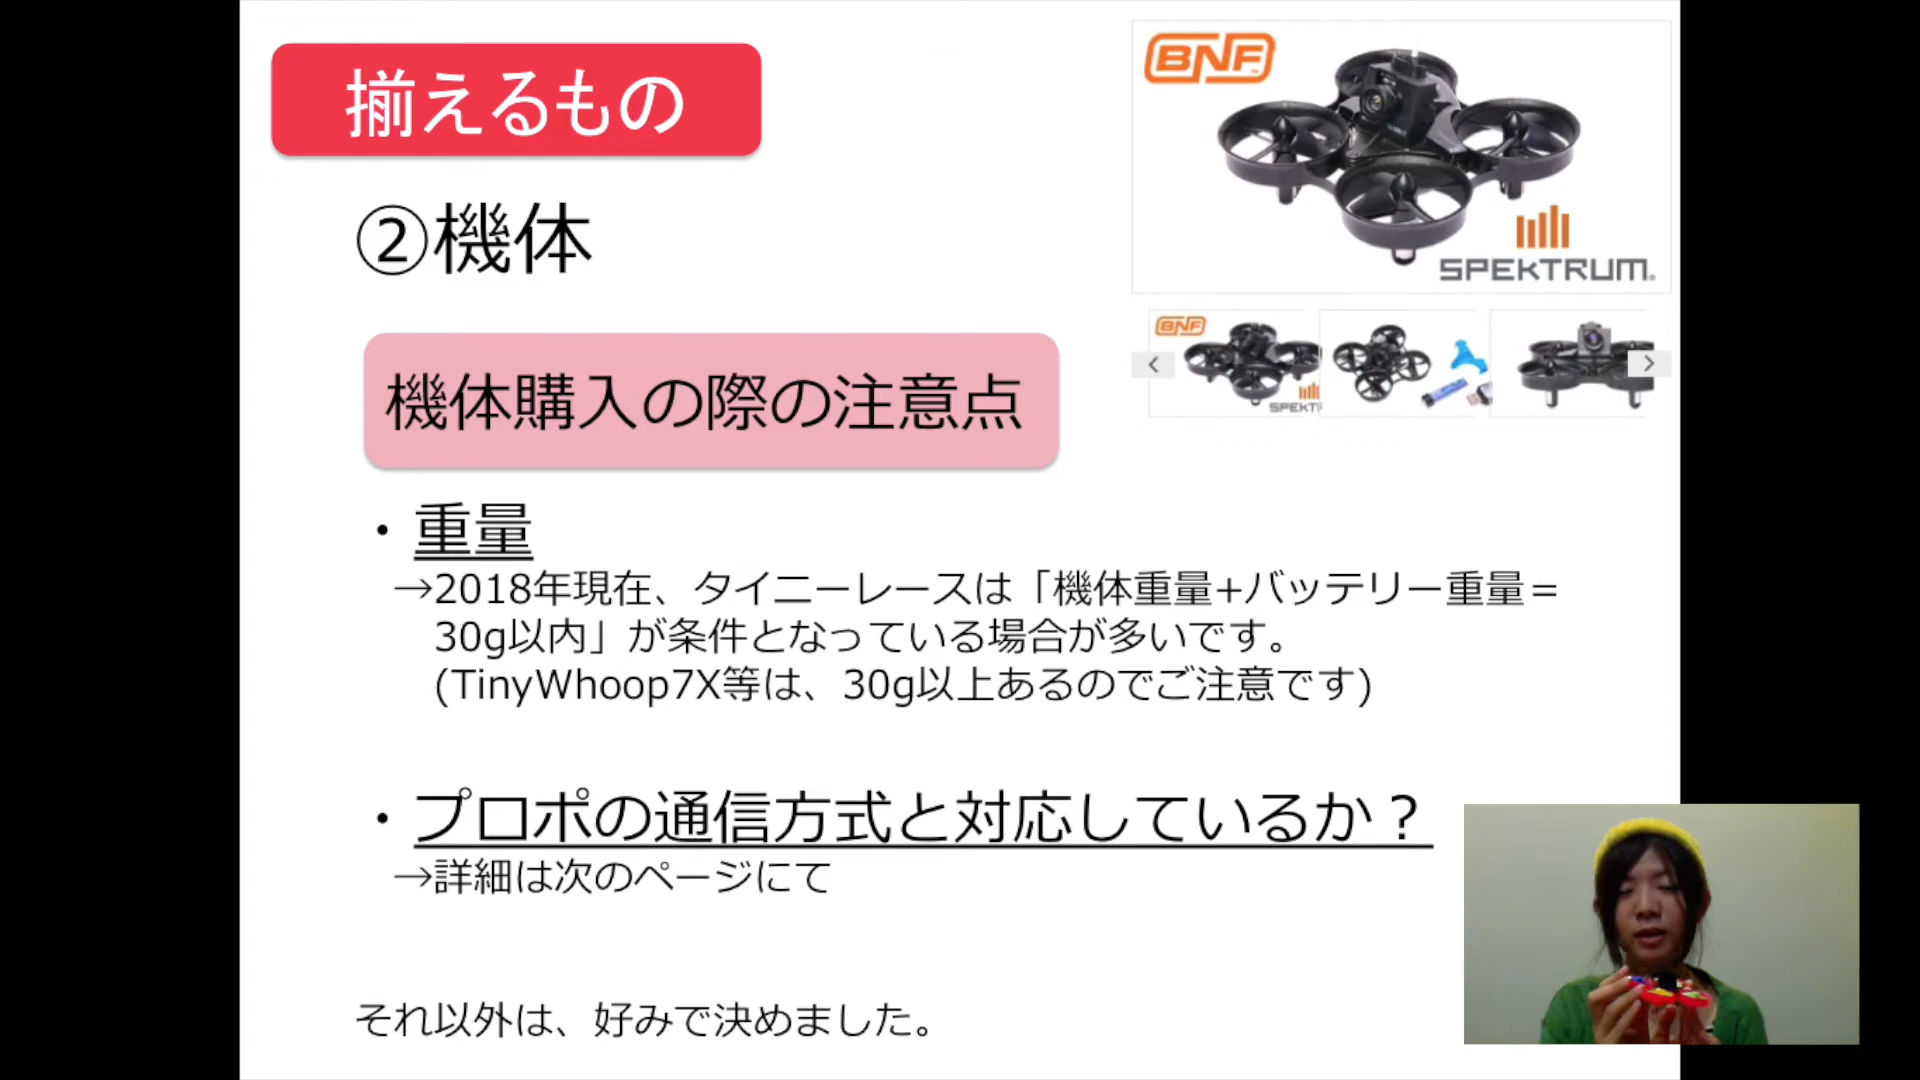 揃えるもの
②機体
機体購入の際の注意点
・重量
→2018年現在、タイニーレースは「機体重量+バッテリー重量＝
30g以内」が条件となっている場合が多いです。
(TinyWhoop7X等は、30g以上あるのでご注意です)
・プロポの通信方式と対応しているか？
→詳細は次のページにて
それ以外は、好みで決めました。
BNF
SPEKTRUM
BNF
SPEKT